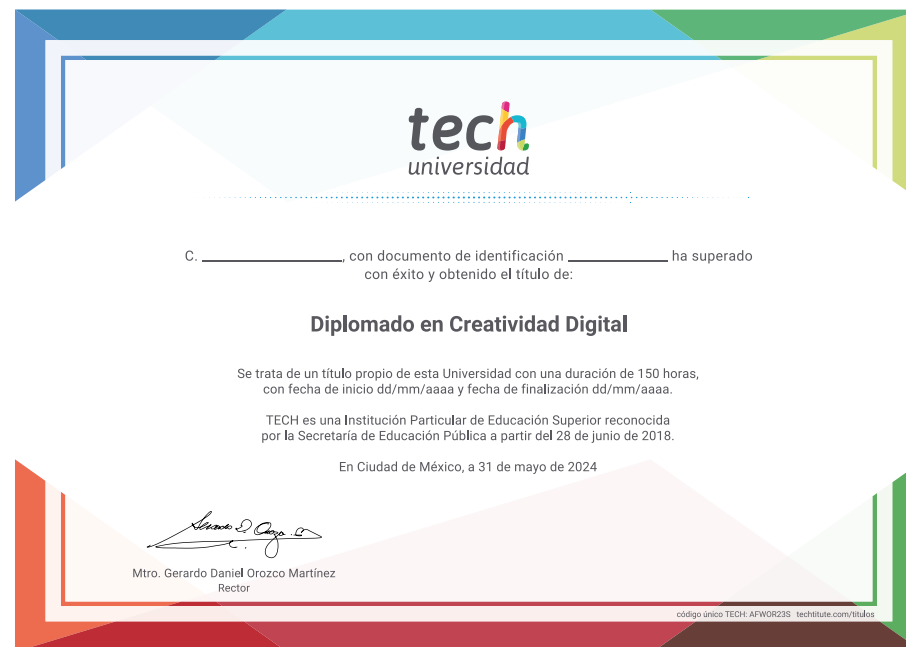 tech
universidad
C. ____________, con documento de identificación _________ ha superado
con éxito y obtenido el título de:
Diplomado en Creatividad Digital
Se trata de un título propio de esta Universidad con una duración de 150 horas,
con fecha de inicio dd/mm/aaaa y fecha de finalización dd/mm/aaaa.
TECH es una Institución Particular de Educación Superior reconocida
por la Secretaría de Educación Pública a partir del 28 de junio de 2018.
En Ciudad de México, a 31 de mayo de 2024
Mtro. Gerardo Daniel Orozco Martínez
Rector
código único TECH: AFWOR23S techtitute.com/titulos